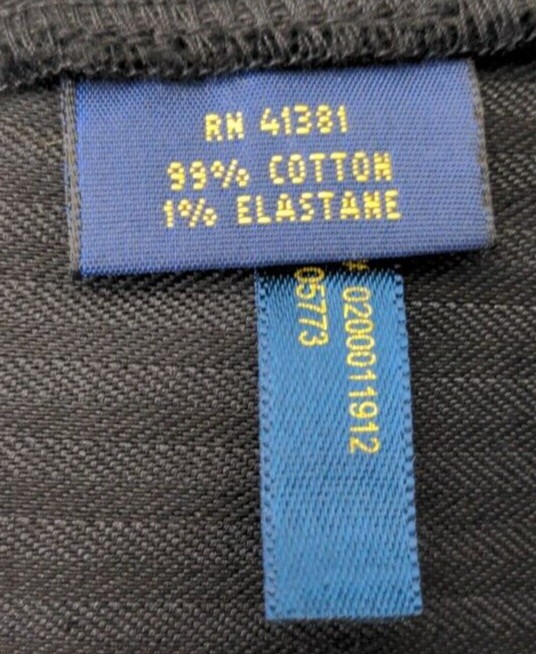 RN 41381
99% COTTON
1% ELASTANE
0200011912
05773